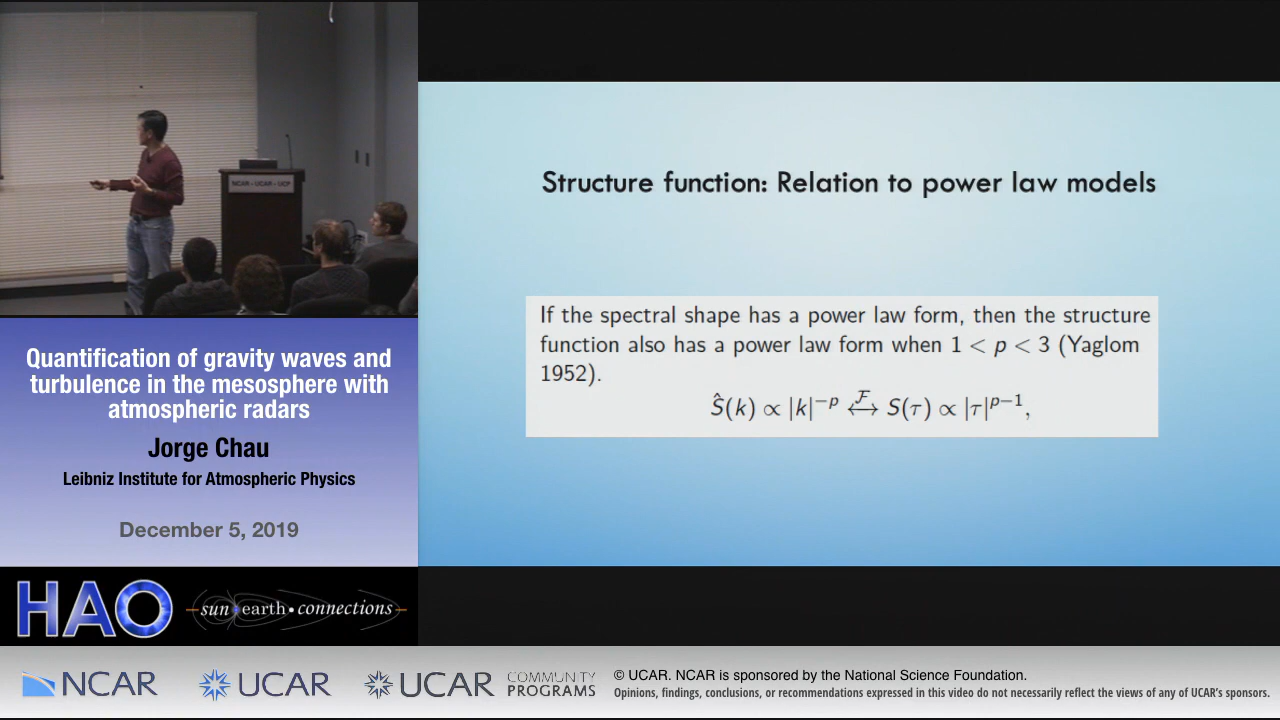 NCAR - UCAR - UCP
Structure function: Relation to power law models
If the spectral shape has a power law form, then the structure
function also has a power law form when 1 < p < 3 (Yaglom
1952).
Ŝ(k) ∝ |k|^{−p} ⟷^{ℱ} S(τ) ∝ |τ|^{p−1},
Quantification of gravity waves and
turbulence in the mesosphere with
atmospheric radars
Jorge Chau
Leibniz Institute for Atmospheric Physics
December 5, 2019
HAO
sun•earth•connections
NCAR
UCAR
UCAR
COMMUNITY
PROGRAMS
© UCAR. NCAR is sponsored by the National Science Foundation.
Opinions, findings, conclusions, or recommendations expressed in this video do not necessarily reflect the views of any of UCAR's sponsors.